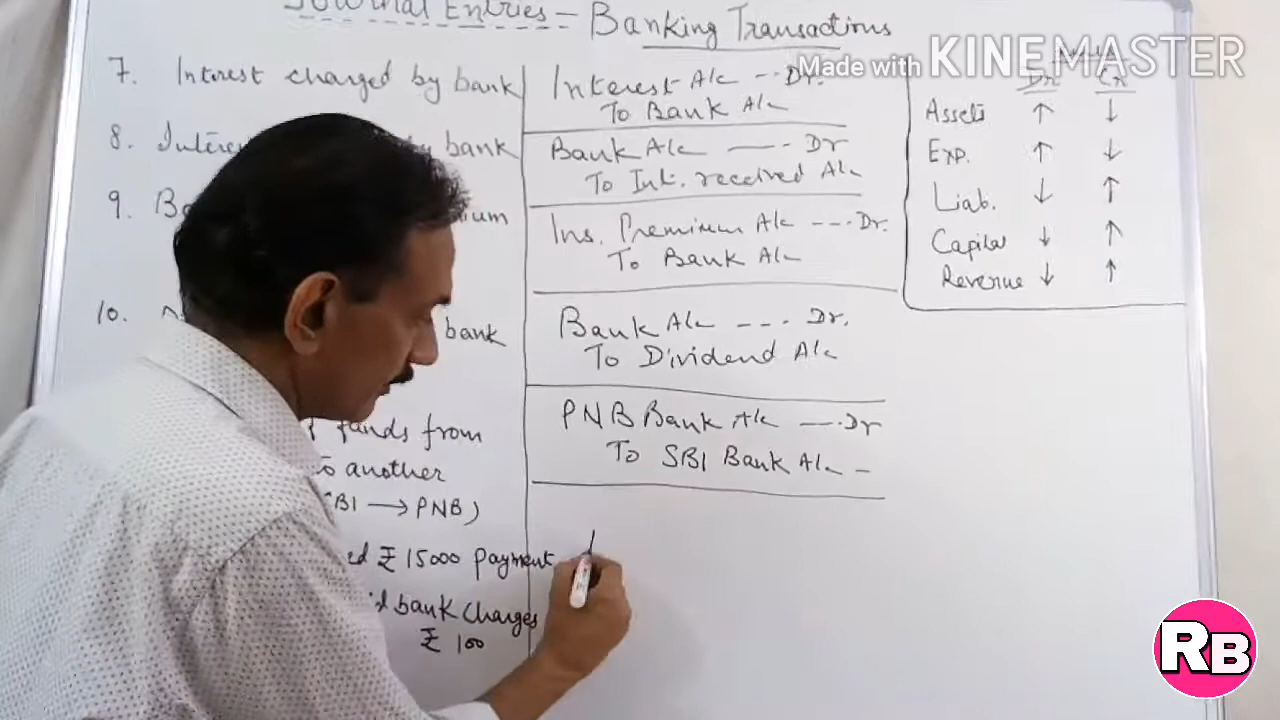 Journal Entries – Banking Transactions
Made with KINEMASTER
7. Interest charged by bank
Interest A/c --- Dr.
To Bank A/c
8. by bank
Bank A/c —— Dr
To Int. received A/c
9.
Ins. Premium A/c --- Dr.
To Bank A/c
10. bank
Bank A/c --- Dr.
To Dividend A/c
funds from
to another
SBI → PNB)
PNB Bank A/c —— Dr
To SBI Bank A/c –
₹ 15000 payment
bank charges
₹ 100
Dr Cr
Assets ↑ ↓
Exp. ↑ ↓
Liab. ↓ ↑
Capital ↓ ↑
Revenue ↓ ↑
RB